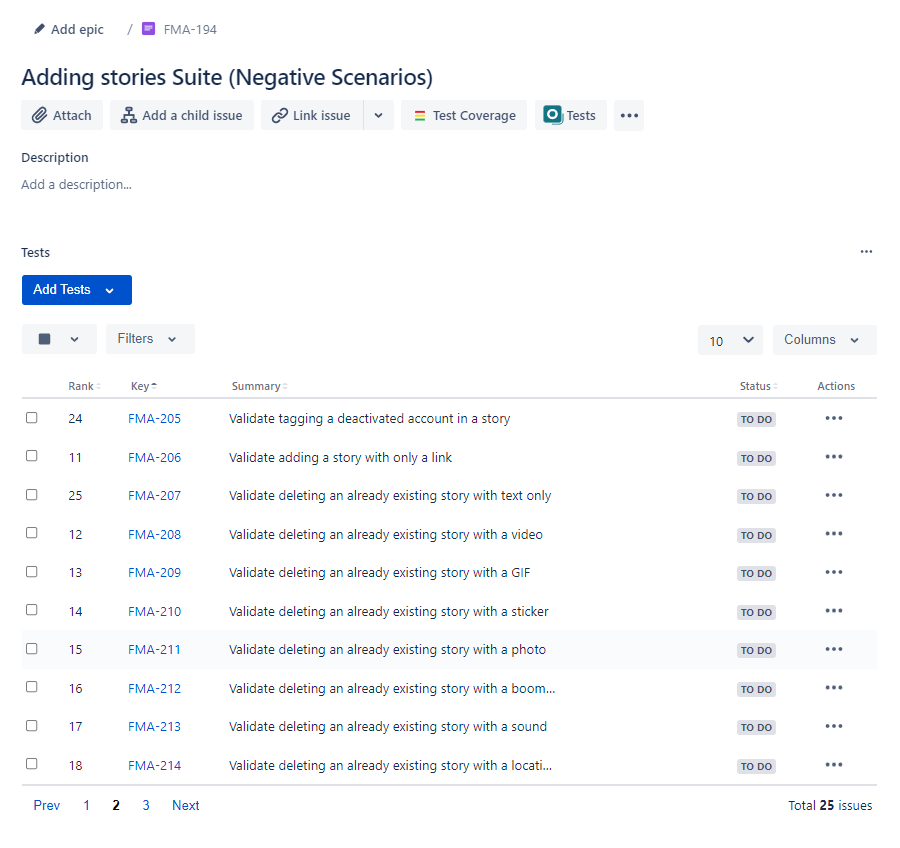 Add epic / FMA-194
Adding stories Suite (Negative Scenarios)
Attach Add a child issue Link issue Test Coverage Tests
Description
Add a description...
Tests
Add Tests
Filters 10 Columns
Rank Key Summary Status Actions
24 FMA-205 Validate tagging a deactivated account in a story TO DO
11 FMA-206 Validate adding a story with only a link TO DO
25 FMA-207 Validate deleting an already existing story with text only TO DO
12 FMA-208 Validate deleting an already existing story with a video TO DO
13 FMA-209 Validate deleting an already existing story with a GIF TO DO
14 FMA-210 Validate deleting an already existing story with a sticker TO DO
15 FMA-211 Validate deleting an already existing story with a photo TO DO
16 FMA-212 Validate deleting an already existing story with a boom... TO DO
17 FMA-213 Validate deleting an already existing story with a sound TO DO
18 FMA-214 Validate deleting an already existing story with a locati... TO DO
Prev 1 2 3 Next Total 25 issues